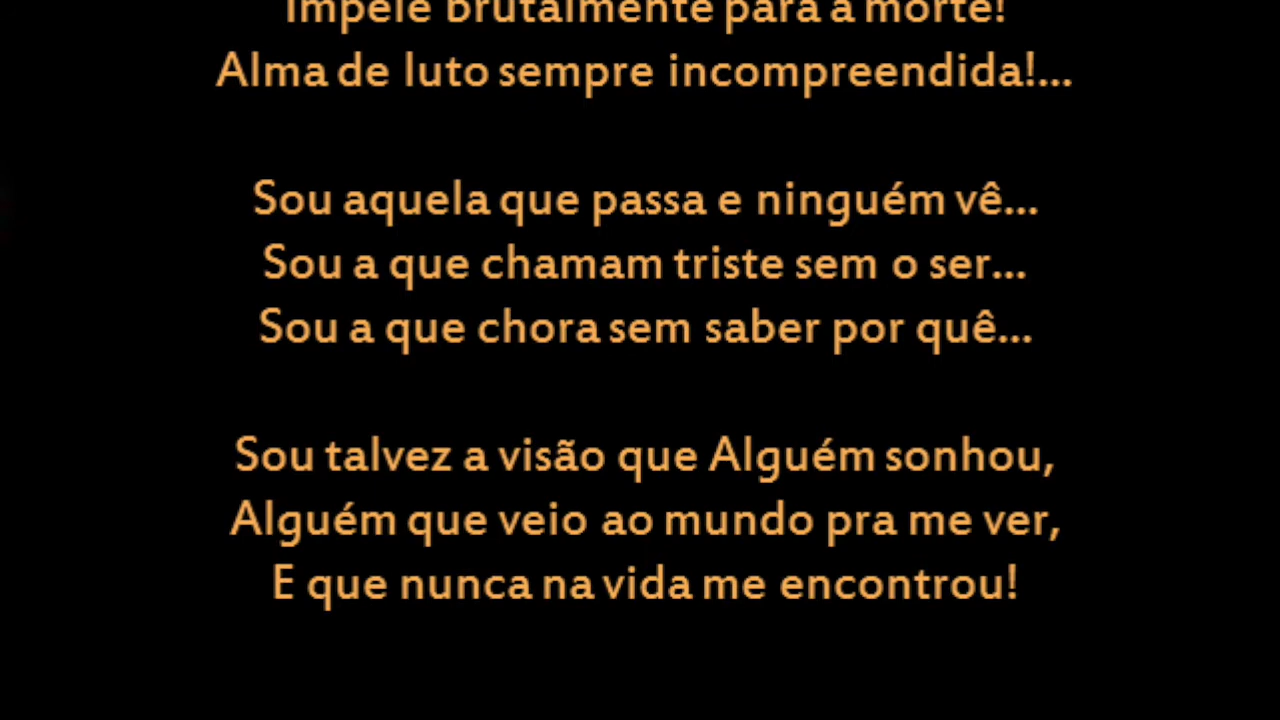 Impele brutalmente para a morte!
Alma de luto sempre incompreendida!...
Sou aquela que passa e ninguém vê...
Sou a que chamam triste sem o ser...
Sou a que chora sem saber por quê...
Sou talvez a visão que Alguém sonhou,
Alguém que veio ao mundo pra me ver,
E que nunca na vida me encontrou!